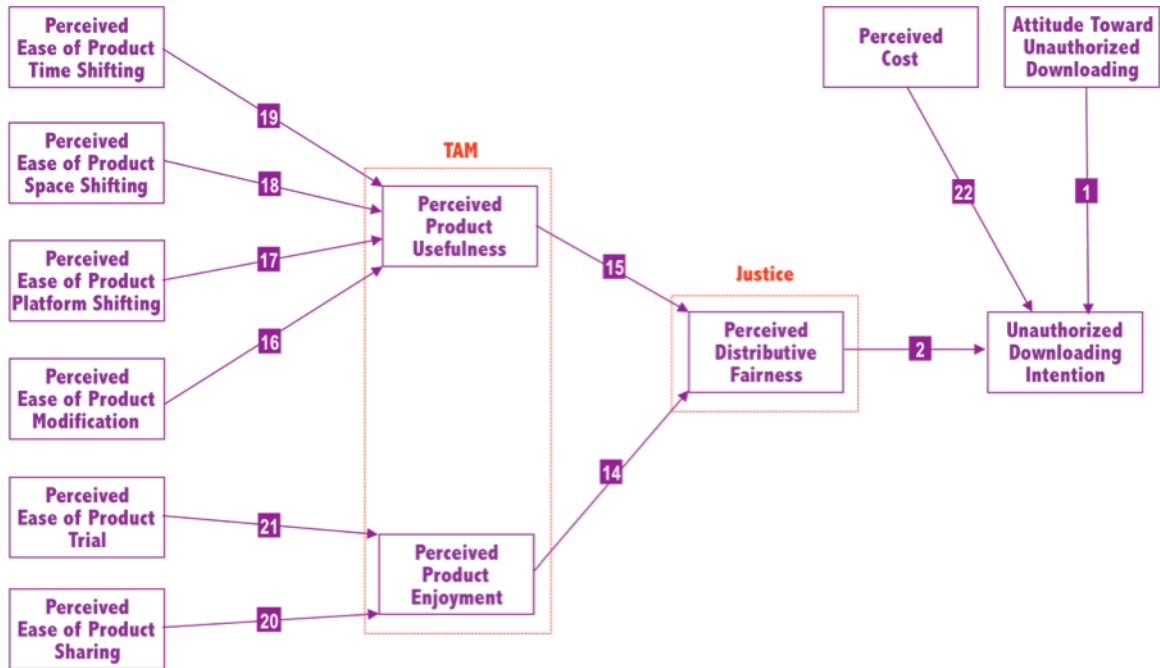 Perceived
Ease of Product
Time Shifting
Perceived
Cost
Attitude Toward
Unauthorized
Downloading
19
Perceived
Ease of Product
Space Shifting
18
TAM
Perceived
Product
Usefulness
22
1
Perceived
Ease of Product
Platform Shifting
17
15
Justice
Perceived
Ease of Product
Modification
16
Perceived
Distributive
Fairness
2
Unauthorized
Downloading
Intention
14
Perceived
Ease of Product
Trial
21
Perceived
Product
Enjoyment
Perceived
Ease of Product
Sharing
20